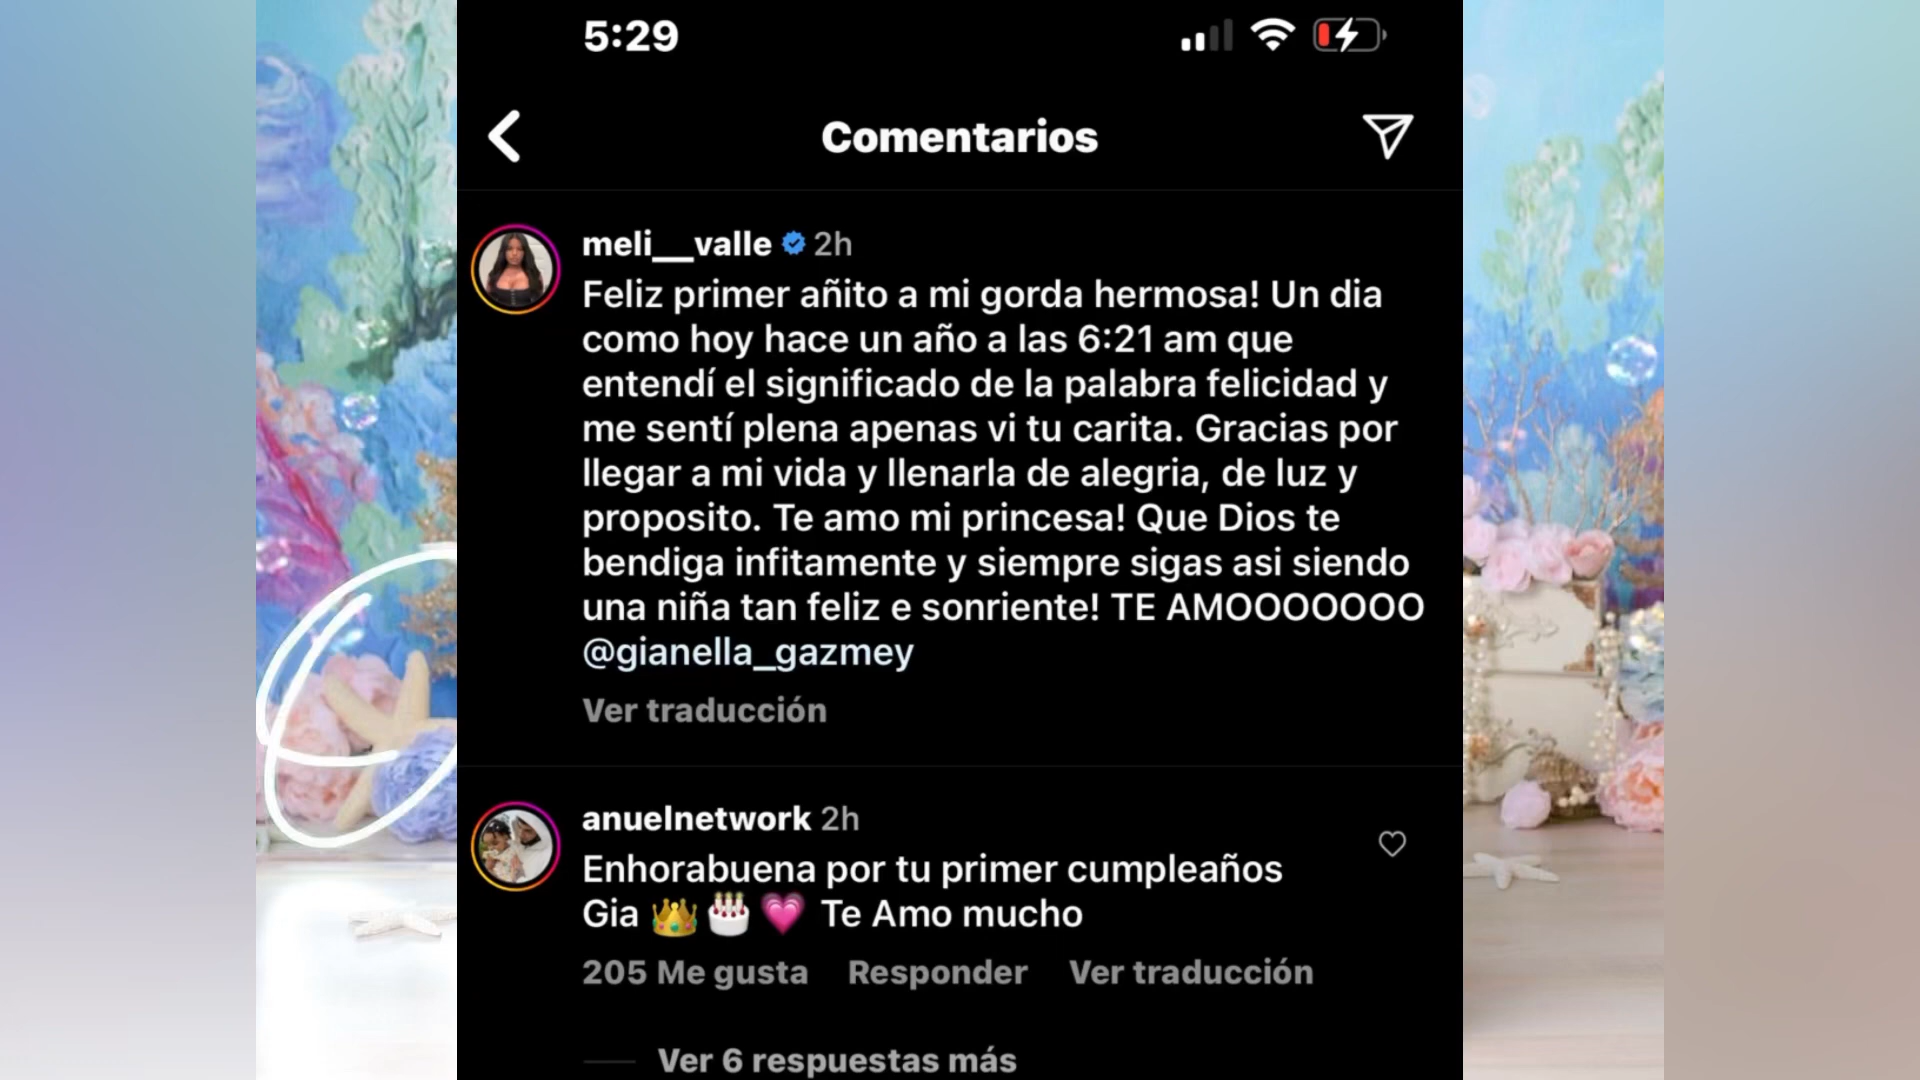 5:29
Comentarios
meli__valle 2h
Feliz primer añito a mi gorda hermosa! Un dia
como hoy hace un año a las 6:21 am que
entendí el significado de la palabra felicidad y
me sentí plena apenas vi tu carita. Gracias por
llegar a mi vida y llenarla de alegria, de luz y
proposito. Te amo mi princesa! Que Dios te
bendiga infitamente y siempre sigas asi siendo
una niña tan feliz e sonriente! TE AMOOOOOOO
@gianella_gazmey
Ver traducción
anuelnetwork 2h
Enhorabuena por tu primer cumpleaños
Gia 👑🎂💗 Te Amo mucho
205 Me gusta Responder Ver traducción
Ver 6 respuestas más